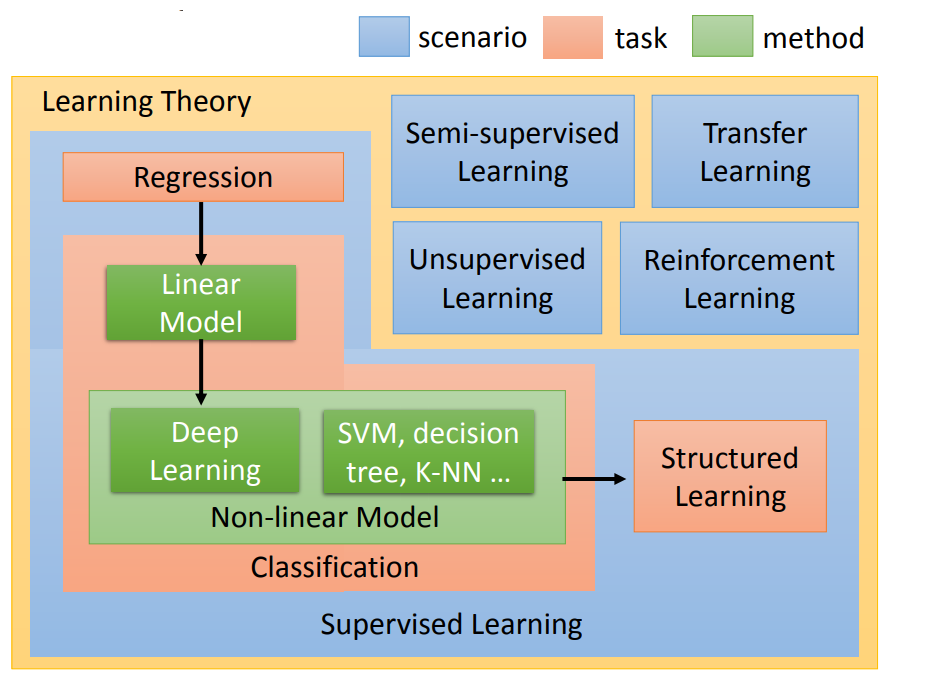 scenario
task
method
Learning Theory
Semi-supervised
Learning
Transfer
Learning
Regression
Unsupervised
Learning
Reinforcement
Learning
Linear
Model
Deep
Learning
SVM, decision
tree, K-NN ...
Non-linear Model
Structured
Learning
Classification
Supervised Learning